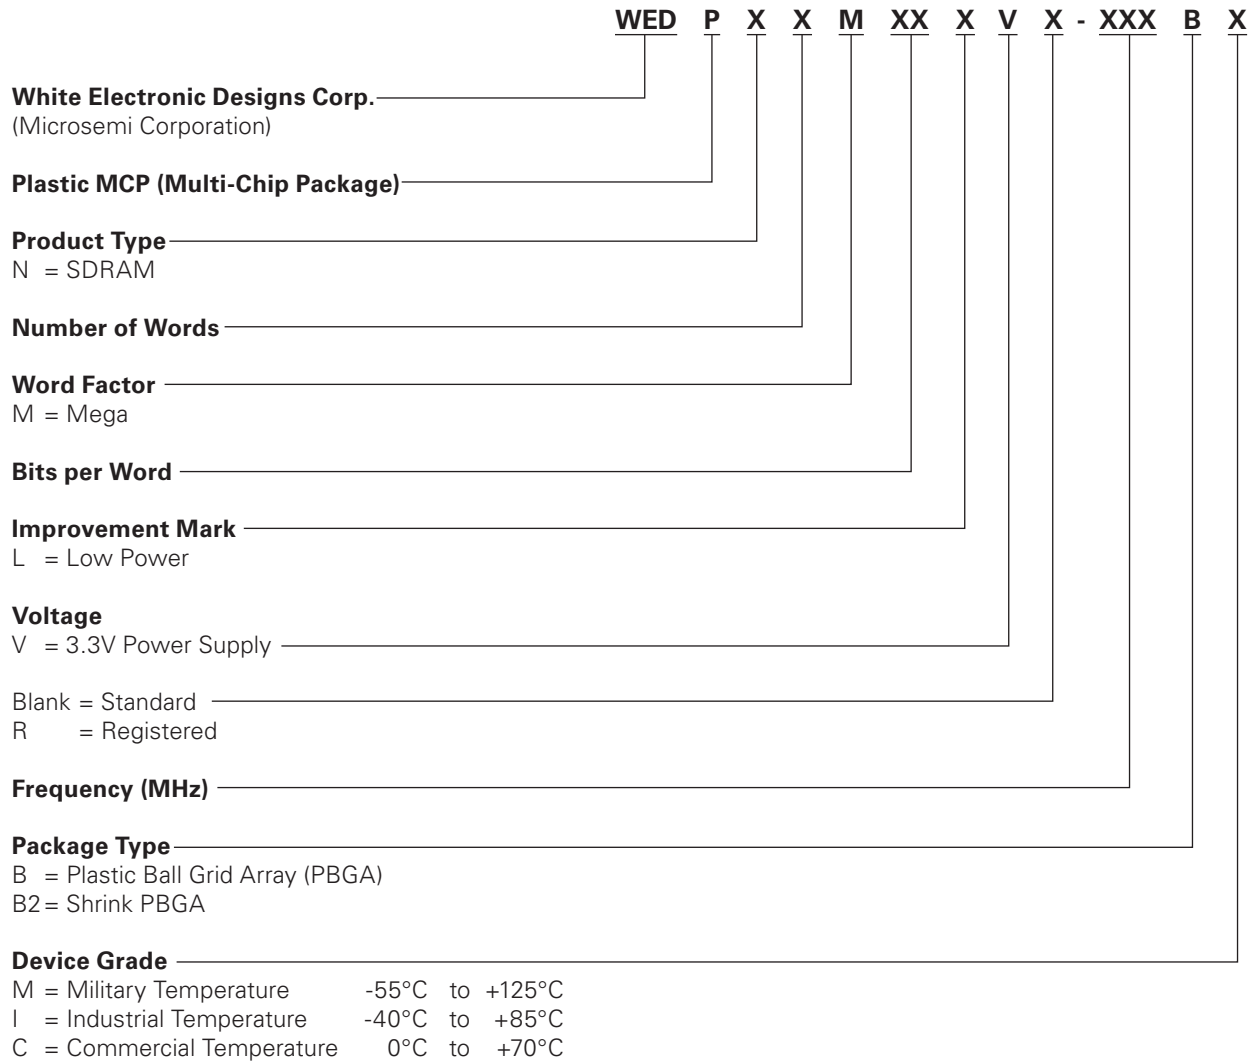 WED P X X M XX X V X - XXX B X
White Electronic Designs Corp.
(Microsemi Corporation)
Plastic MCP (Multi-Chip Package)
Product Type
N = SDRAM
Number of Words
Word Factor
M = Mega
Bits per Word
Improvement Mark
L = Low Power
Voltage
V = 3.3V Power Supply
Blank = Standard
R = Registered
Frequency (MHz)
Package Type
B = Plastic Ball Grid Array (PBGA)
B2 = Shrink PBGA
Device Grade
M = Military Temperature -55°C to +125°C
I = Industrial Temperature -40°C to +85°C
C = Commercial Temperature 0°C to +70°C